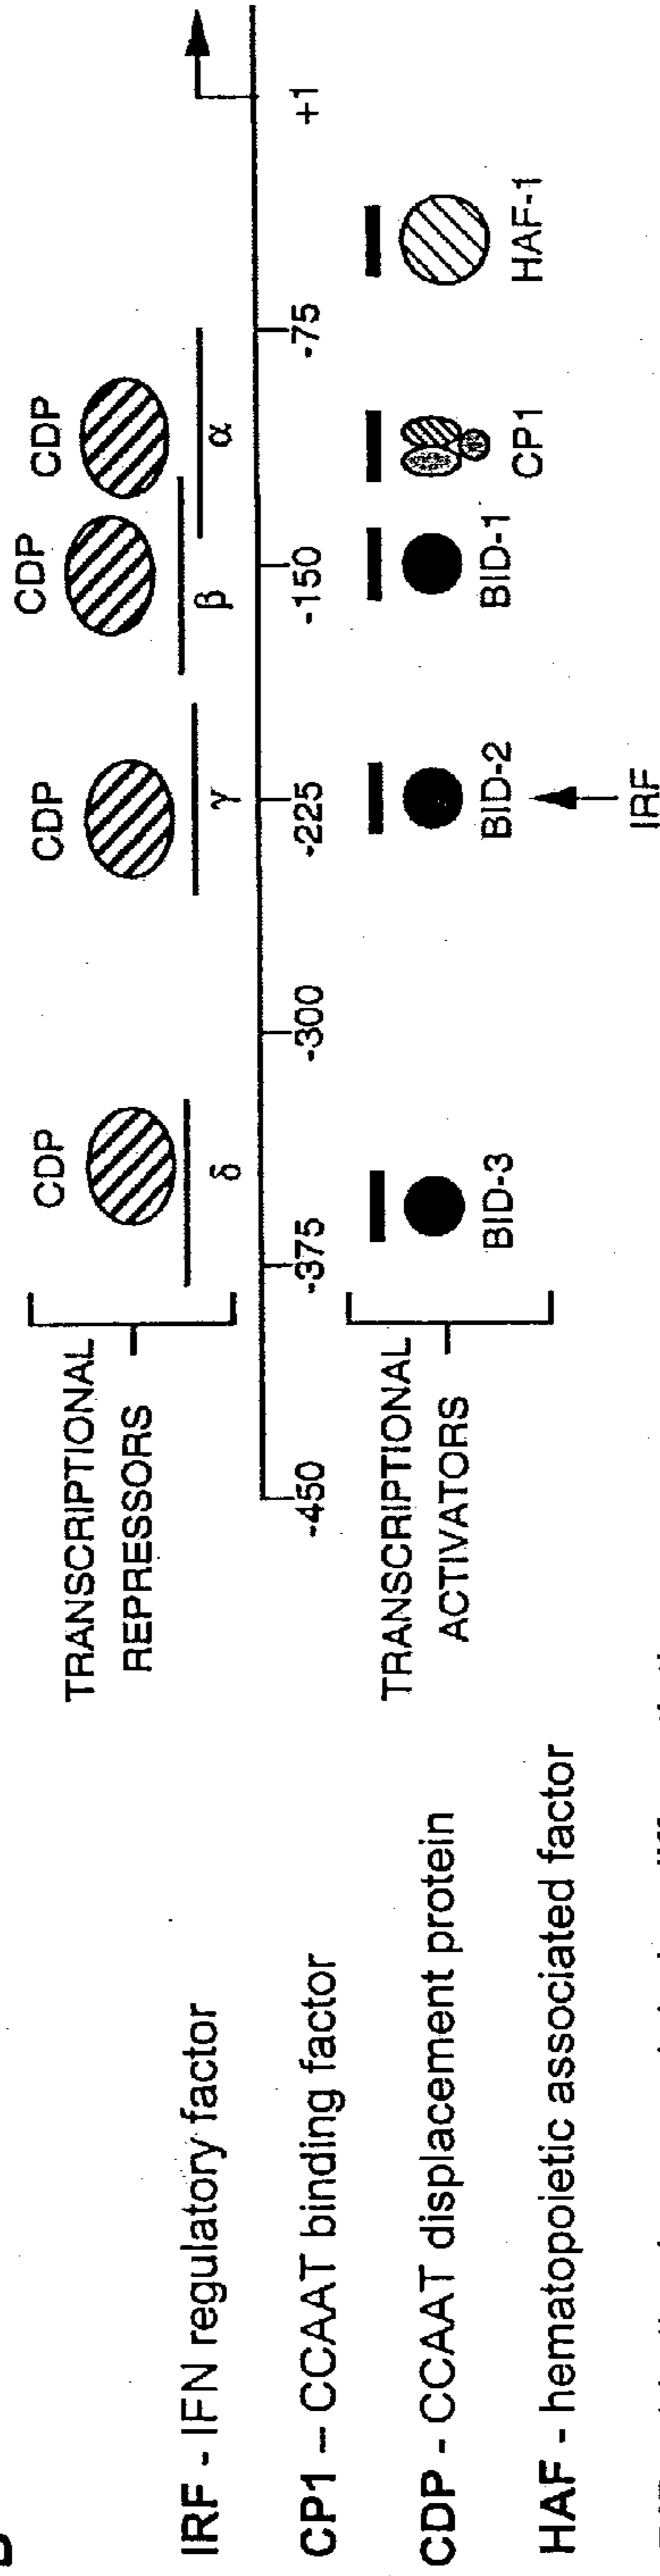 TRANSCRIPTIONAL
REPRESSORS
CDP
CDP
CDP
CDP
δ
γ
β
α
-450
-375
-300
-225
-150
-75
+1
TRANSCRIPTIONAL
ACTIVATORS
BID-3
BID-2
BID-1
CP1
HAF-1
IRF
IRF - IFN regulatory factor
CP1 – CCAAT binding factor
CDP - CCAAT displacement protein
HAF - hematopoietic associated factor